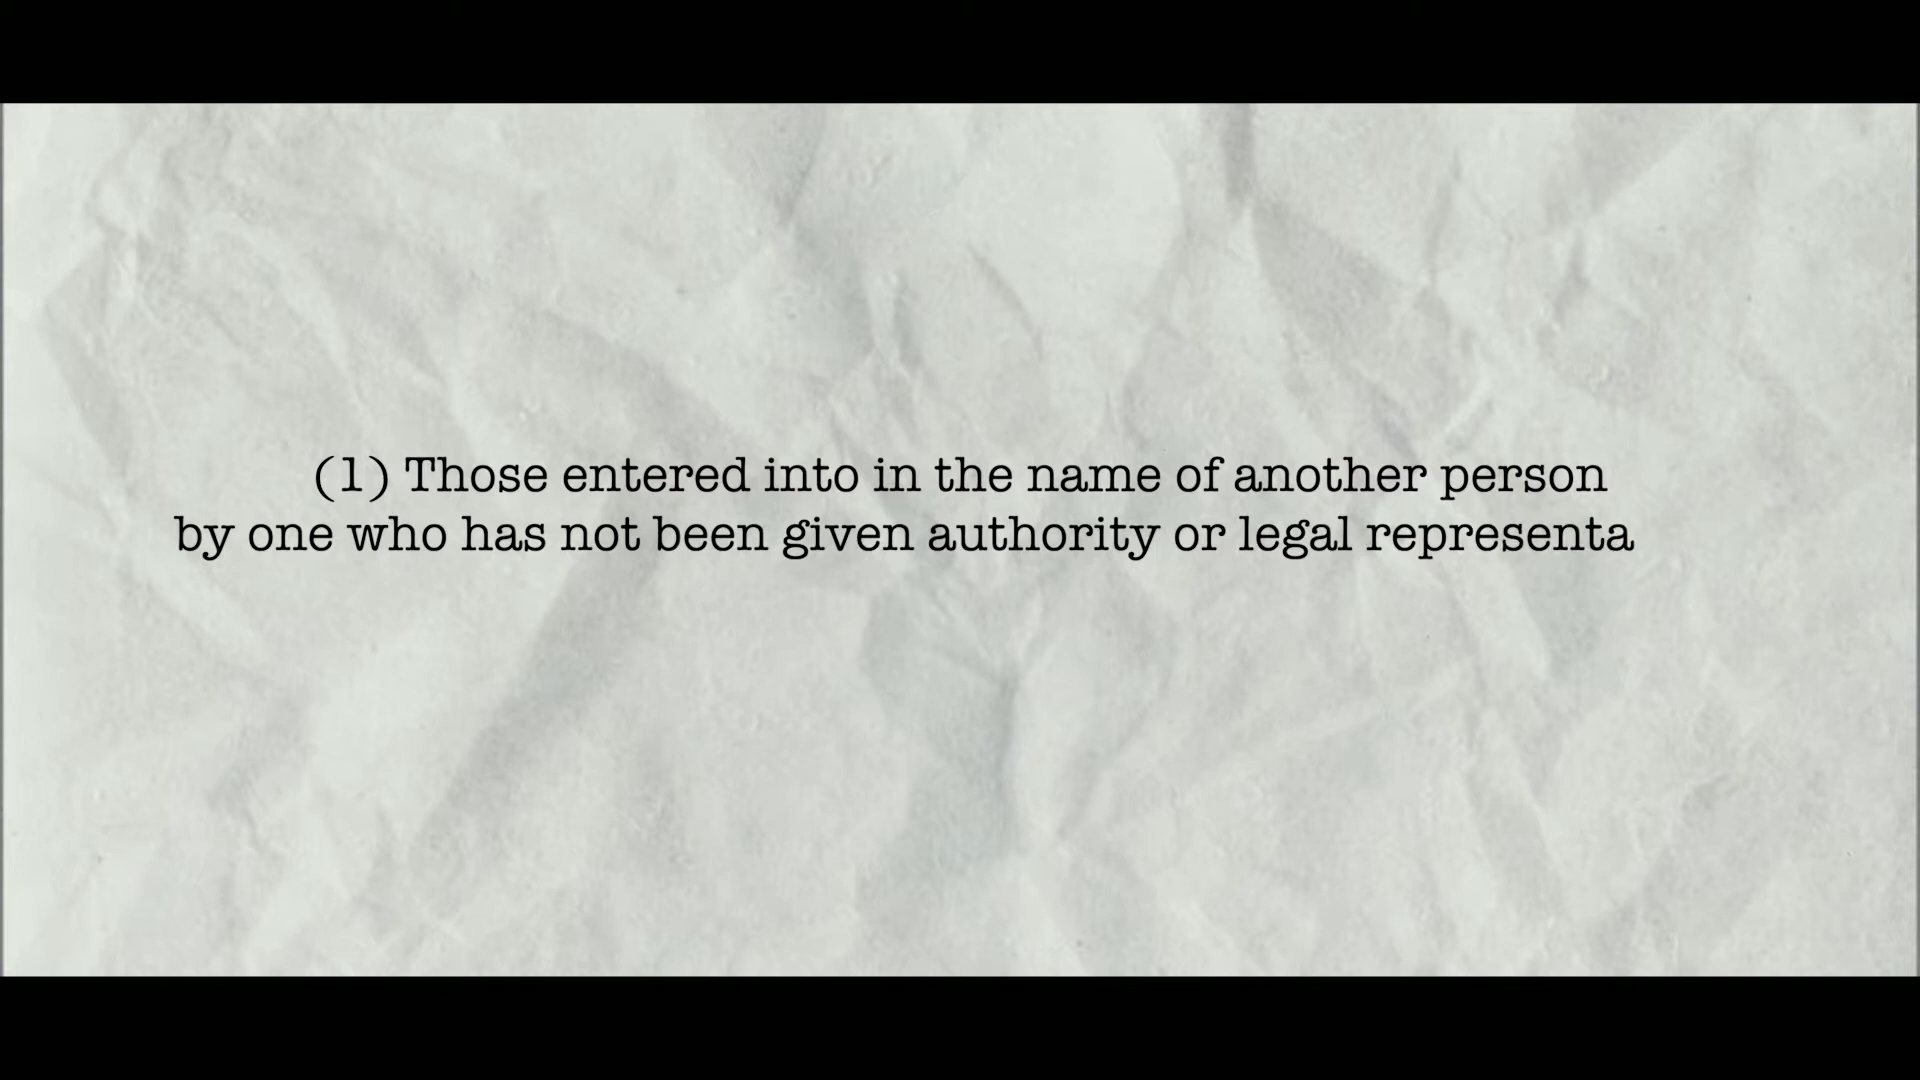 (1) Those entered into in the name of another person
by one who has not been given authority or legal representa